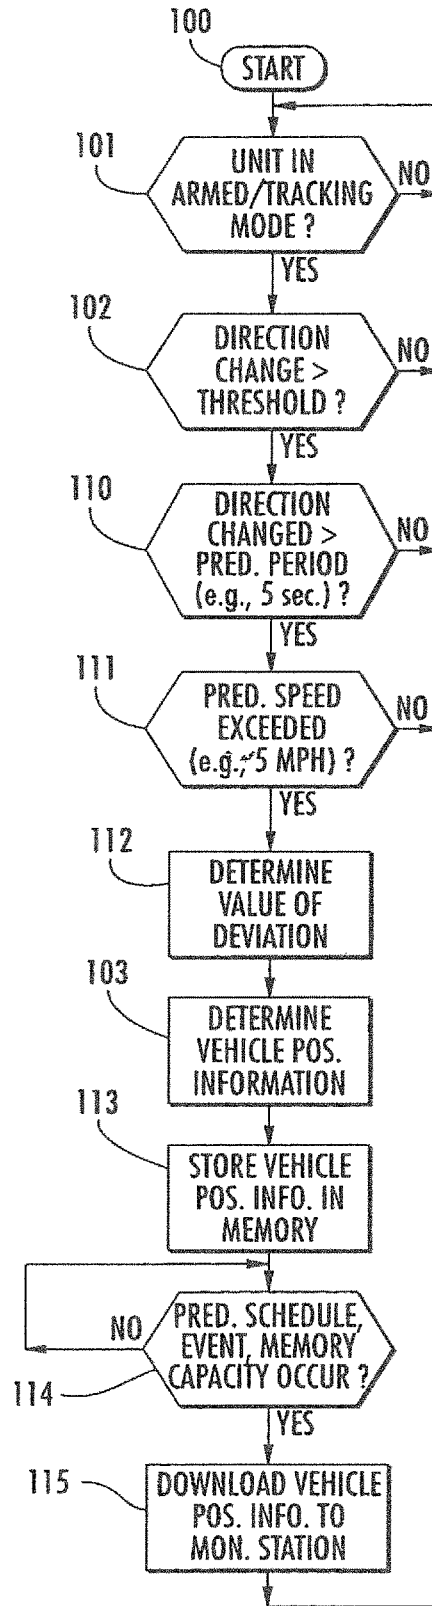 100
START
101
UNIT IN
ARMED/TRACKING
MODE ?
NO
YES
102
DIRECTION
CHANGE >
THRESHOLD ?
NO
YES
110
DIRECTION
CHANGED >
PRED. PERIOD
(e.g., 5 sec.) ?
NO
YES
111
PRED. SPEED
EXCEEDED
(e.g., 5 MPH) ?
NO
YES
112
DETERMINE
VALUE OF
DEVIATION
103
DETERMINE
VEHICLE POS.
INFORMATION
113
STORE VEHICLE
POS. INFO. IN
MEMORY
NO
PRED. SCHEDULE,
EVENT, MEMORY
CAPACITY OCCUR ?
114
YES
115
DOWNLOAD VEHICLE
POS. INFO. TO
MON. STATION